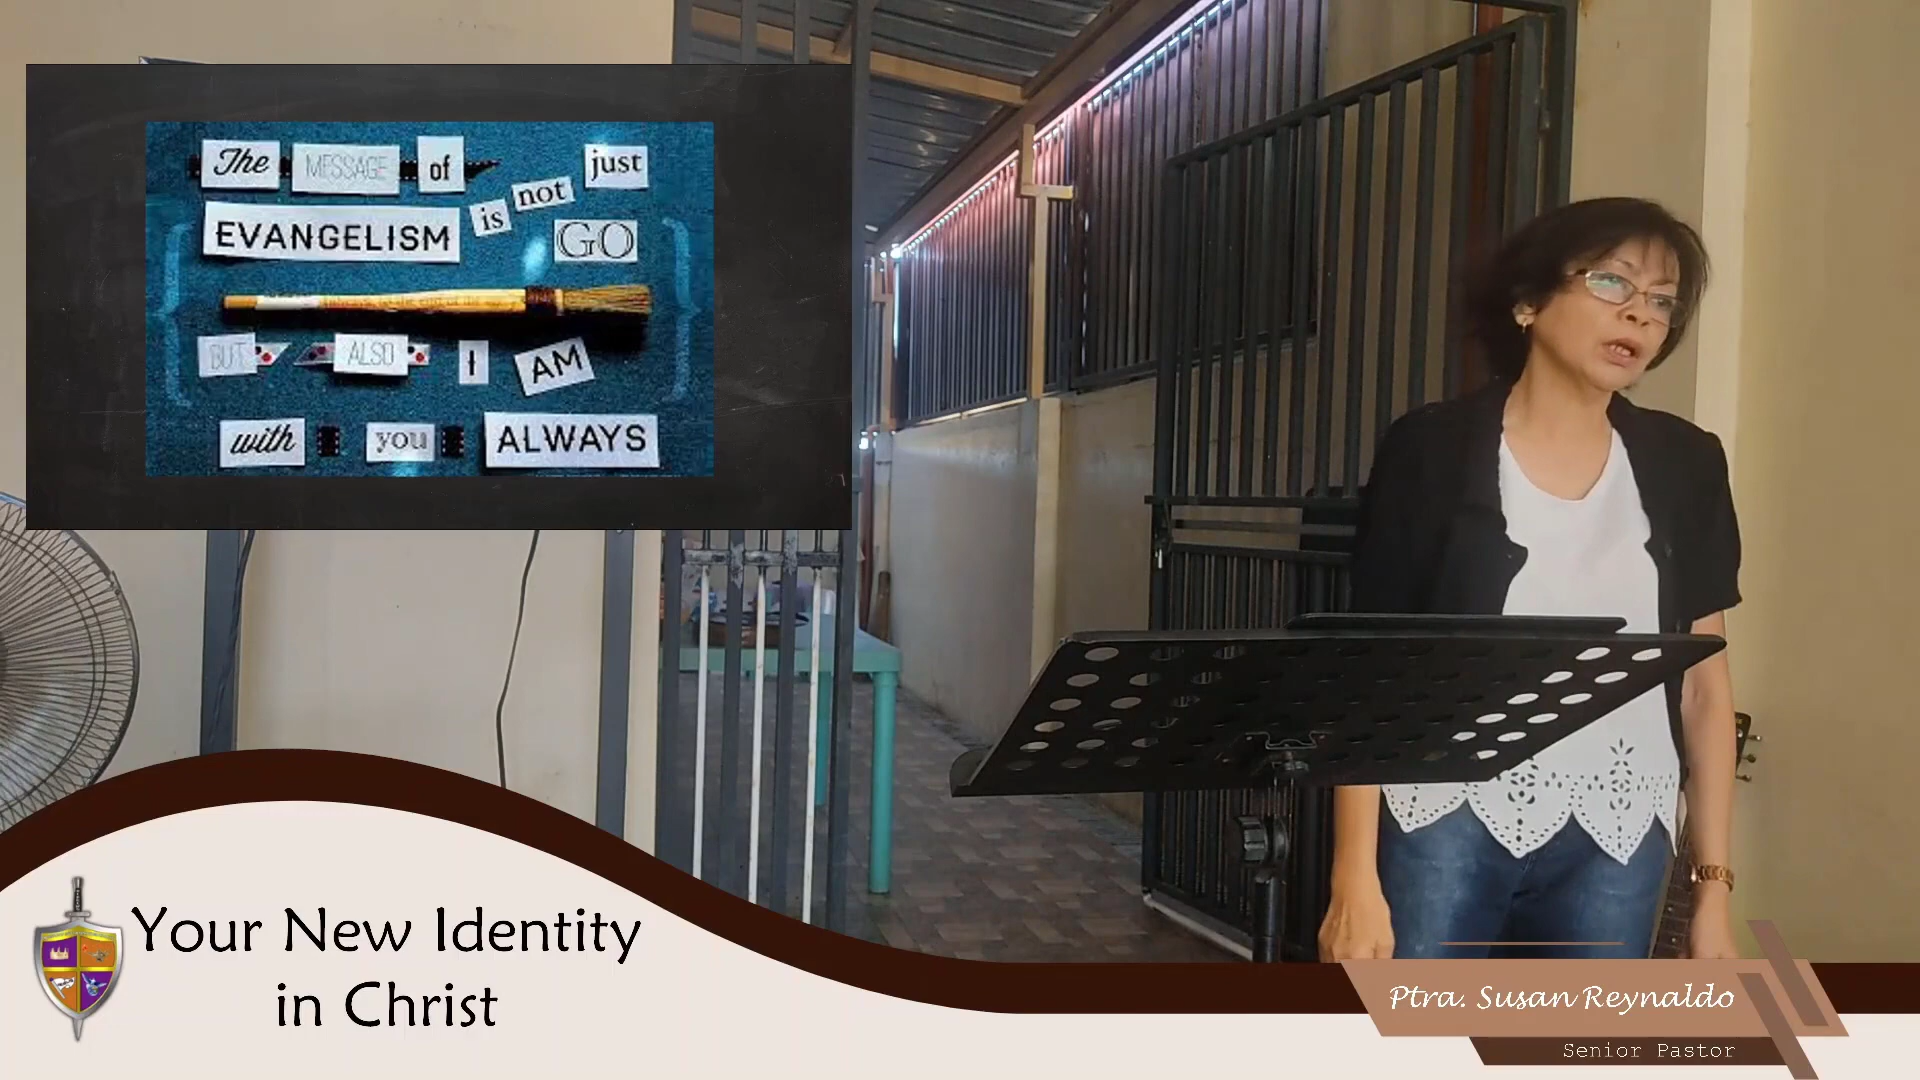 The MESSAGE of
EVANGELISM is not just
GO
BUT ALSO I AM
with you ALWAYS
Your New Identity
in Christ
Ptra. Susan Reynaldo
Senior Pastor